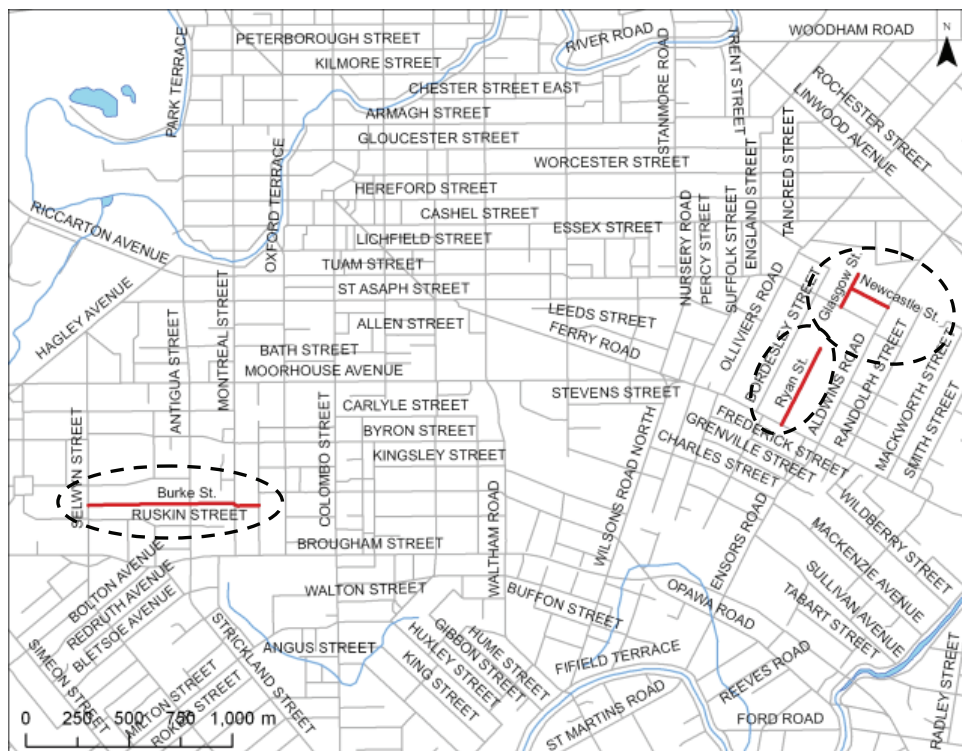 PETERBOROUGH STREET
RIVER ROAD
WOODHAM ROAD
N
KILMORE STREET
PARK TERRACE
STANMORE ROAD
TRENT STREET
ROCHESTER STREET
CHESTER STREET EAST
LINWOOD AVENUE
ARMAGH STREET
GLOUCESTER STREET
WORCESTER STREET
OXFORD TERRACE
ENGLAND STREET
TANCRED STREET
HEREFORD STREET
CASHEL STREET
ESSEX STREET
NURSERY ROAD
PERCY STREET
SUFFOLK STREET
RICCARTON AVENUE
LICHFIELD STREET
TUAM STREET
Glasgow St.
Newcastle St.
ST ASAPH STREET
HAGLEY AVENUE
LEEDS STREET
OLLIVIERS ROAD
BORDESLEY STREET
ANTIGUA STREET
MONTREAL STREET
ALLEN STREET
FERRY ROAD
BATH STREET
MOORHOUSE AVENUE
Ryan St.
ALDWINS ROAD
RANDOLPH STREET
MACKWORTH STREET
SMITH STREET
STEVENS STREET
CARLYLE STREET
BYRON STREET
KINGSLEY STREET
FREDERICK STREET
GRENVILLE STREET
CHARLES STREET
SELWYN STREET
COLOMBO STREET
WILSONS ROAD NORTH
Burke St.
RUSKIN STREET
WALTHAM ROAD
ENSORS ROAD
WILDBERRY STREET
MACKENZIE AVENUE
SULLIVAN AVENUE
TABART STREET
BROUGHAM STREET
BOLTON AVENUE
REDRUTH AVENUE
BLETSOE AVENUE
WALTON STREET
BUFFON STREET
OPAWA ROAD
STRICKLAND STREET
ANGUS STREET
HUME STREET
GIBBON STREET
HUXLEY STREET
KING STREET
FIFIELD TERRACE
REEVES ROAD
RADLEY STREET
SIMEON STREET
MILTON STREET
ROKER STREET
ST MARTINS ROAD
FORD ROAD
0 250 500 750 1,000 m